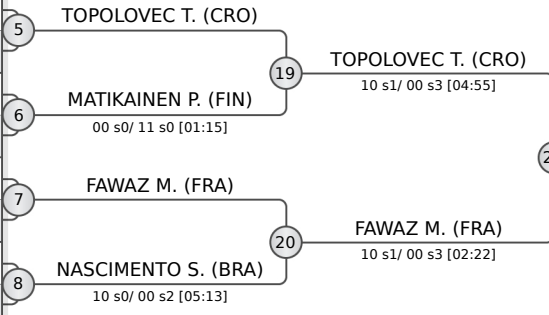 TOPOLOVEC T. (CRO)
5
19
TOPOLOVEC T. (CRO)
10 s1/ 00 s3 [04:55]
MATIKAINEN P. (FIN)
6
00 s0/ 11 s0 [01:15]
FAWAZ M. (FRA)
7
20
FAWAZ M. (FRA)
10 s1/ 00 s3 [02:22]
NASCIMENTO S. (BRA)
8
10 s0/ 00 s2 [05:13]